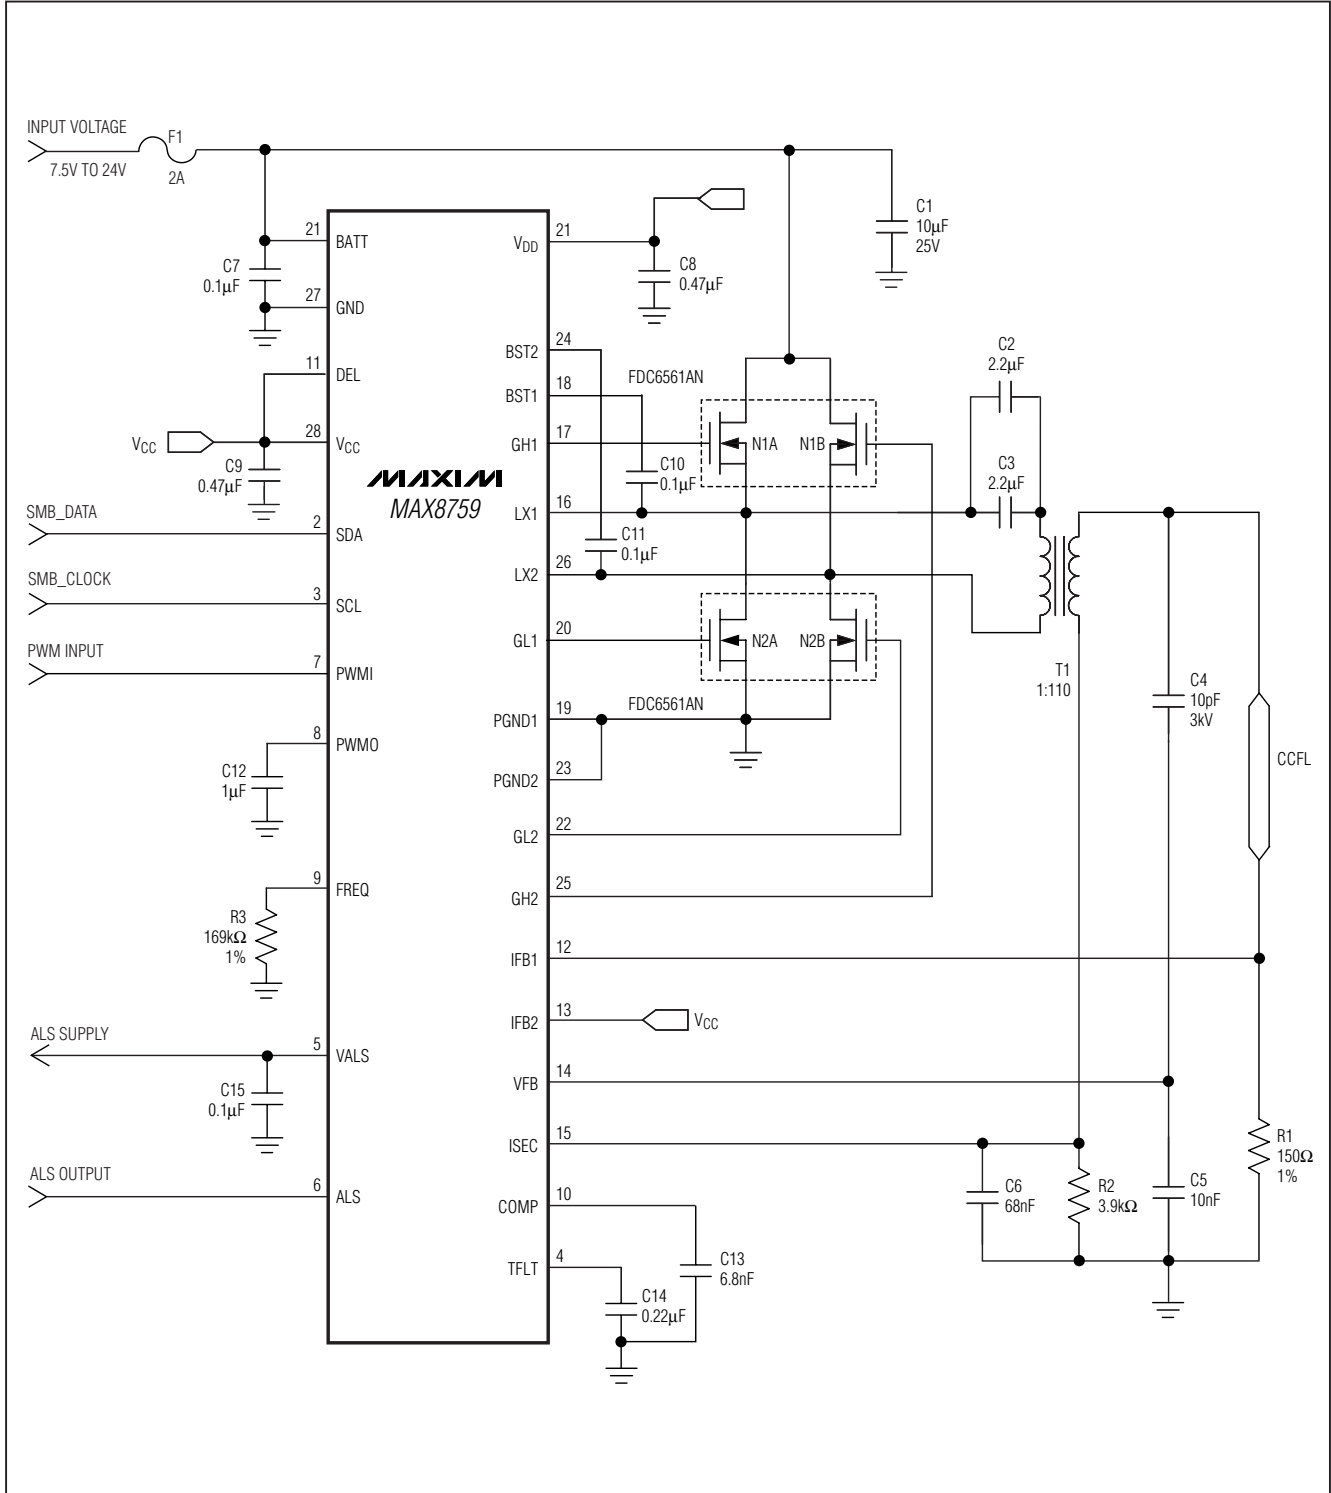 INPUT VOLTAGE
7.5V TO 24V
F1
2A
21
BATT
C7
0.1µF
27
GND
11
DEL
VCC
28
VCC
C9
0.47µF
SMB_DATA
2
SDA
SMB_CLOCK
3
SCL
PWM INPUT
7
PWMI
8
PWMO
C12
1µF
9
FREQ
R3
169kΩ
1%
ALS SUPPLY
5
VALS
C15
0.1µF
ALS OUTPUT
6
ALS
MAXIM
MAX8759
VDD
21
C8
0.47µF
C1
10µF
25V
BST2
24
BST1
18
FDC6561AN
GH1
17
N1A
N1B
C10
0.1µF
LX1
16
C11
0.1µF
LX2
26
GL1
20
N2A
N2B
FDC6561AN
PGND1
19
PGND2
23
GL2
22
GH2
25
IFB1
12
IFB2
13
VCC
VFB
14
ISEC
15
COMP
10
C13
6.8nF
TFLT
4
C14
0.22µF
C2
2.2µF
C3
2.2µF
T1
1:110
C4
10pF
3kV
CCFL
C6
68nF
R2
3.9kΩ
C5
10nF
R1
150Ω
1%